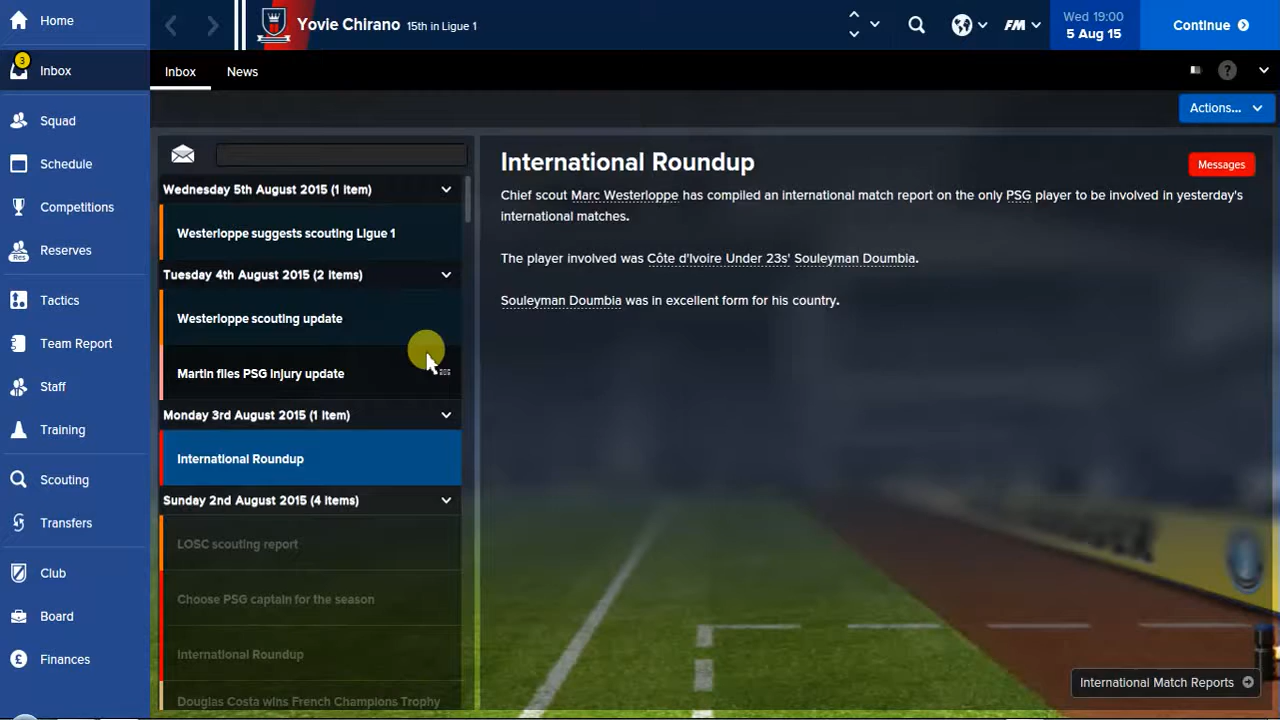 Home
Yovie Chirano 15th in Ligue 1
FM
Wed 19:00
5 Aug 15
Continue
3
Inbox
Squad
Schedule
Competitions
Res
Reserves
Tactics
Team Report
Staff
Training
Scouting
Transfers
Club
Board
£
Finances
Inbox
News
?
Actions...
Wednesday 5th August 2015 (1 item)
Westerloppe suggests scouting Ligue 1
Tuesday 4th August 2015 (2 items)
Westerloppe scouting update
Martin files PSG injury update
Monday 3rd August 2015 (1 item)
International Roundup
Sunday 2nd August 2015 (4 items)
LOSC scouting report
Choose PSG captain for the season
International Roundup
Douglas Costa wins French Champions Trophy
International Roundup
Messages
Chief scout Marc Westerloppe has compiled an international match report on the only PSG player to be involved in yesterday's
international matches.
The player involved was Côte d'Ivoire Under 23s' Souleyman Doumbia.
Souleyman Doumbia was in excellent form for his country.
International Match Reports